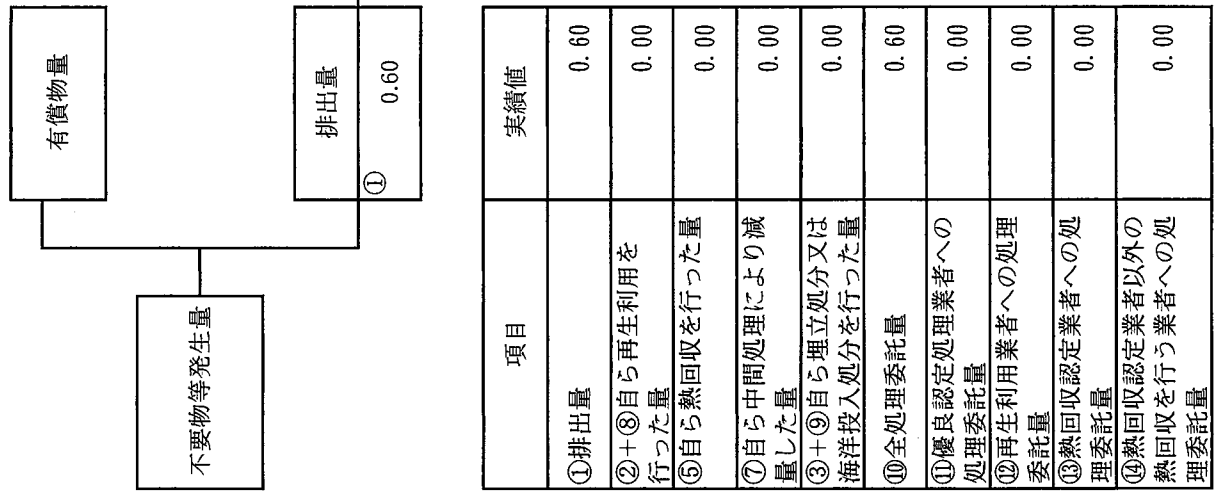 有償物量
不要物等発生量
排出量
①
0.60
項目 実績値
①排出量 0.60
②+⑧自ら再生利用を
行った量 0.00
⑤自ら熱回収を行った量 0.00
⑦自ら中間処理により減
量した量 0.00
③+⑨自ら埋立処分又は
海洋投入処分を行った量 0.00
⑩全処理委託量 0.60
⑪優良認定処理業者への
処理委託量 0.00
⑫再生利用業者への処理
委託量 0.00
⑬熱回収認定業者への処
理委託量 0.00
⑭熱回収認定業者以外の
熱回収を行う業者への処
理委託量 0.00